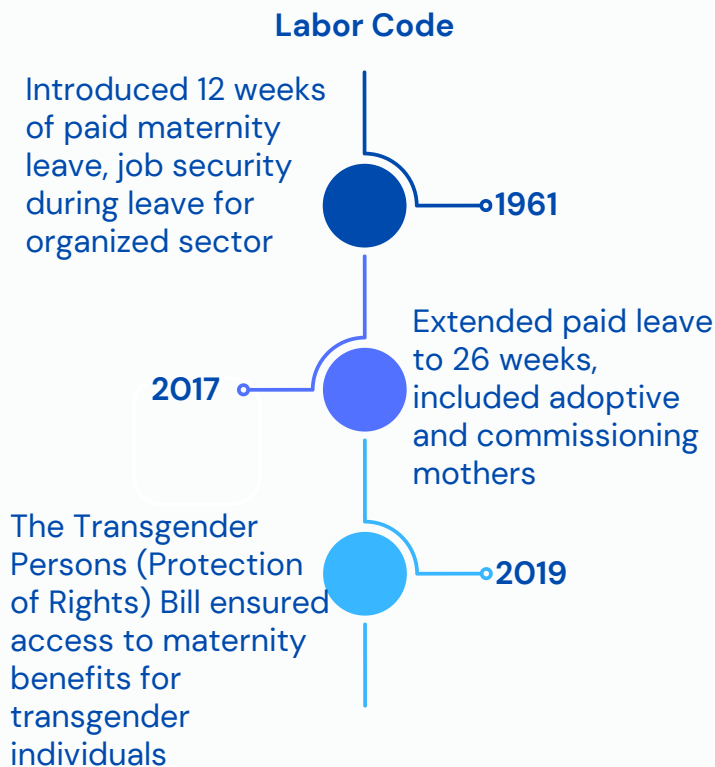 Labor Code
Introduced 12 weeks
of paid maternity
leave, job security
during leave for
organized sector
1961
Extended paid leave
to 26 weeks,
included adoptive
and commissioning
mothers
2017
The Transgender
Persons (Protection
of Rights) Bill ensured
access to maternity
benefits for
transgender
individuals
2019